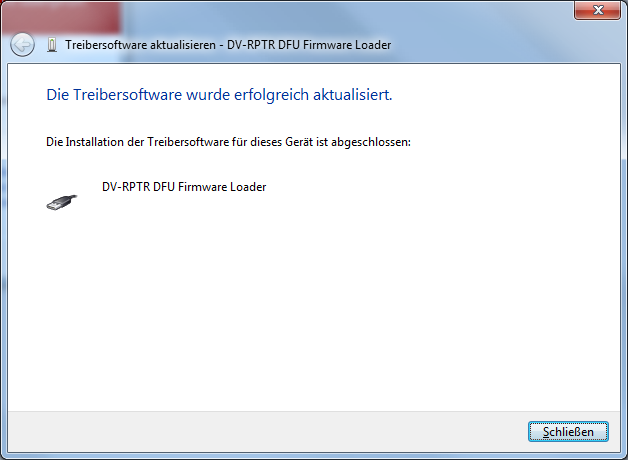 Treibersoftware aktualisieren - DV-RPTR DFU Firmware Loader
Die Treibersoftware wurde erfolgreich aktualisiert.
Die Installation der Treibersoftware für dieses Gerät ist abgeschlossen:
DV-RPTR DFU Firmware Loader
Schließen